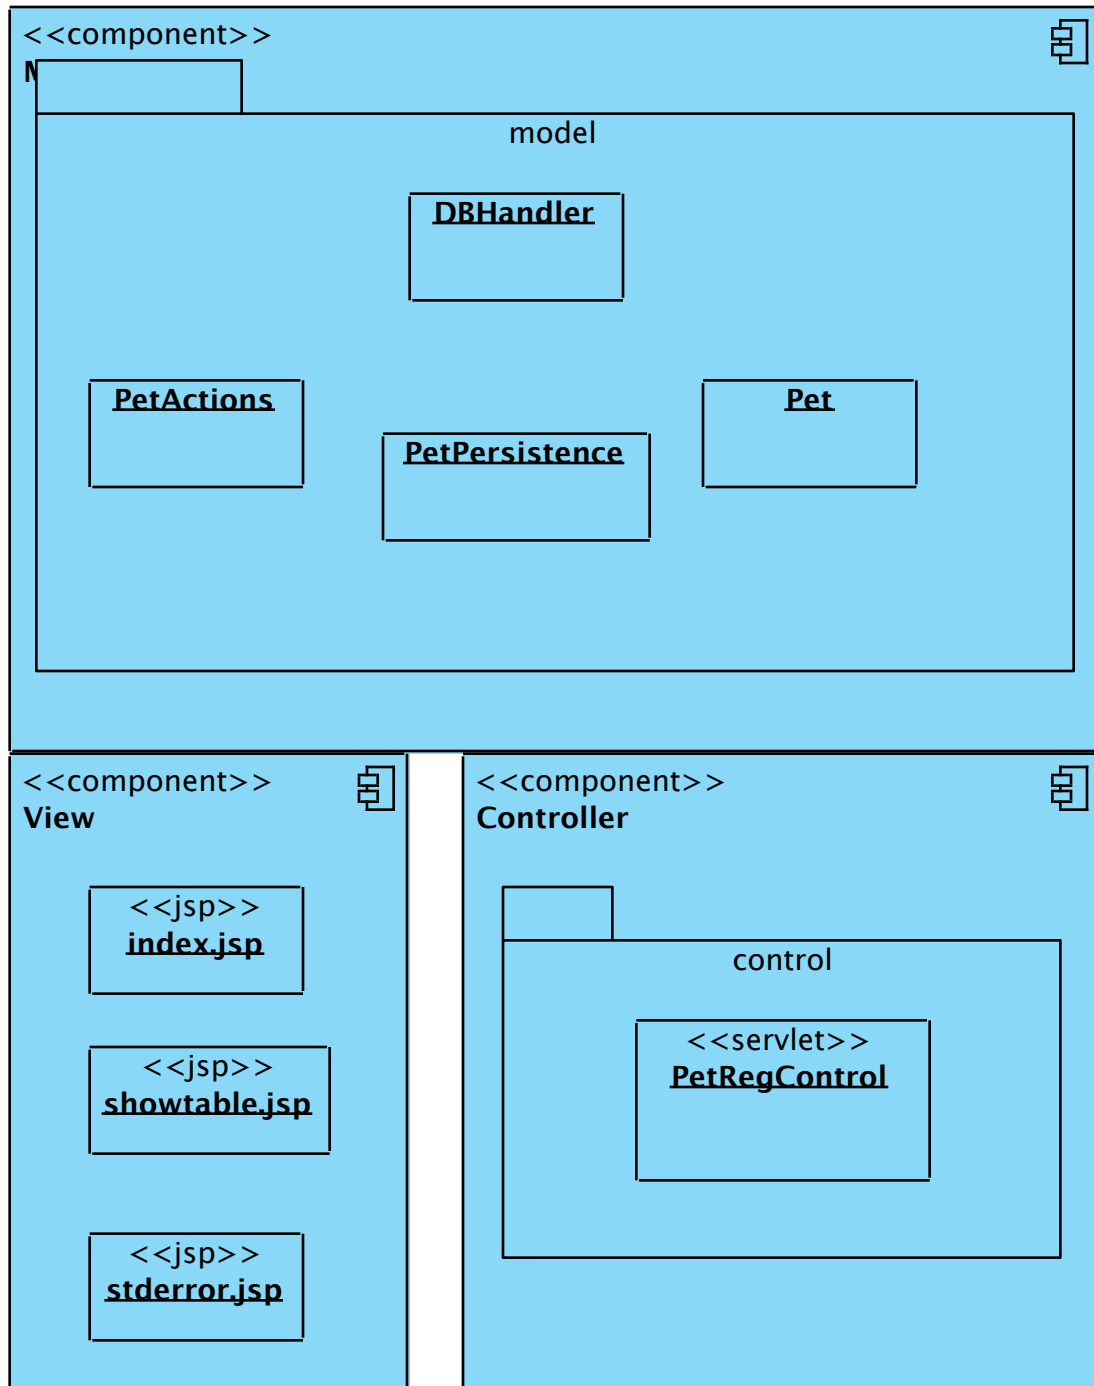 <<component>>
model
DBHandler
PetActions
Pet
PetPersistence
<<component>>
View
<<jsp>>
index.jsp
<<jsp>>
showtable.jsp
<<jsp>>
stderror.jsp
<<component>>
Controller
control
<<servlet>>
PetRegControl